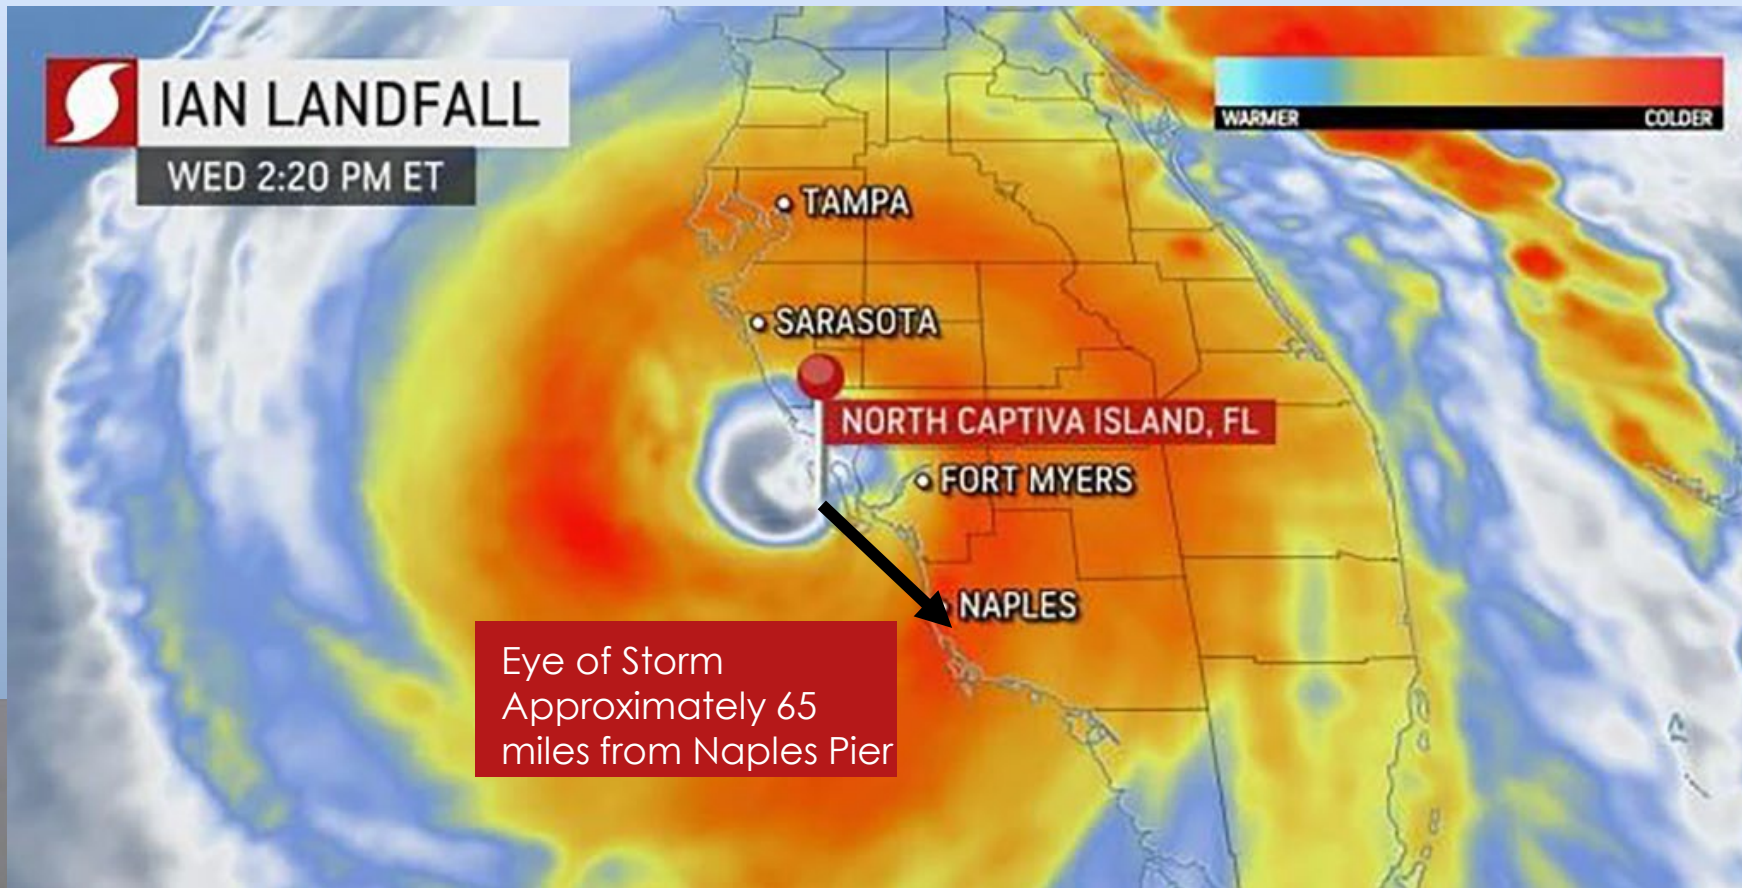 IAN LANDFALL
WED 2:20 PM ET
WARMER
COLDER
TAMPA
SARASOTA
NORTH CAPTIVA ISLAND, FL
FORT MYERS
NAPLES
Eye of Storm
Approximately 65
miles from Naples Pier